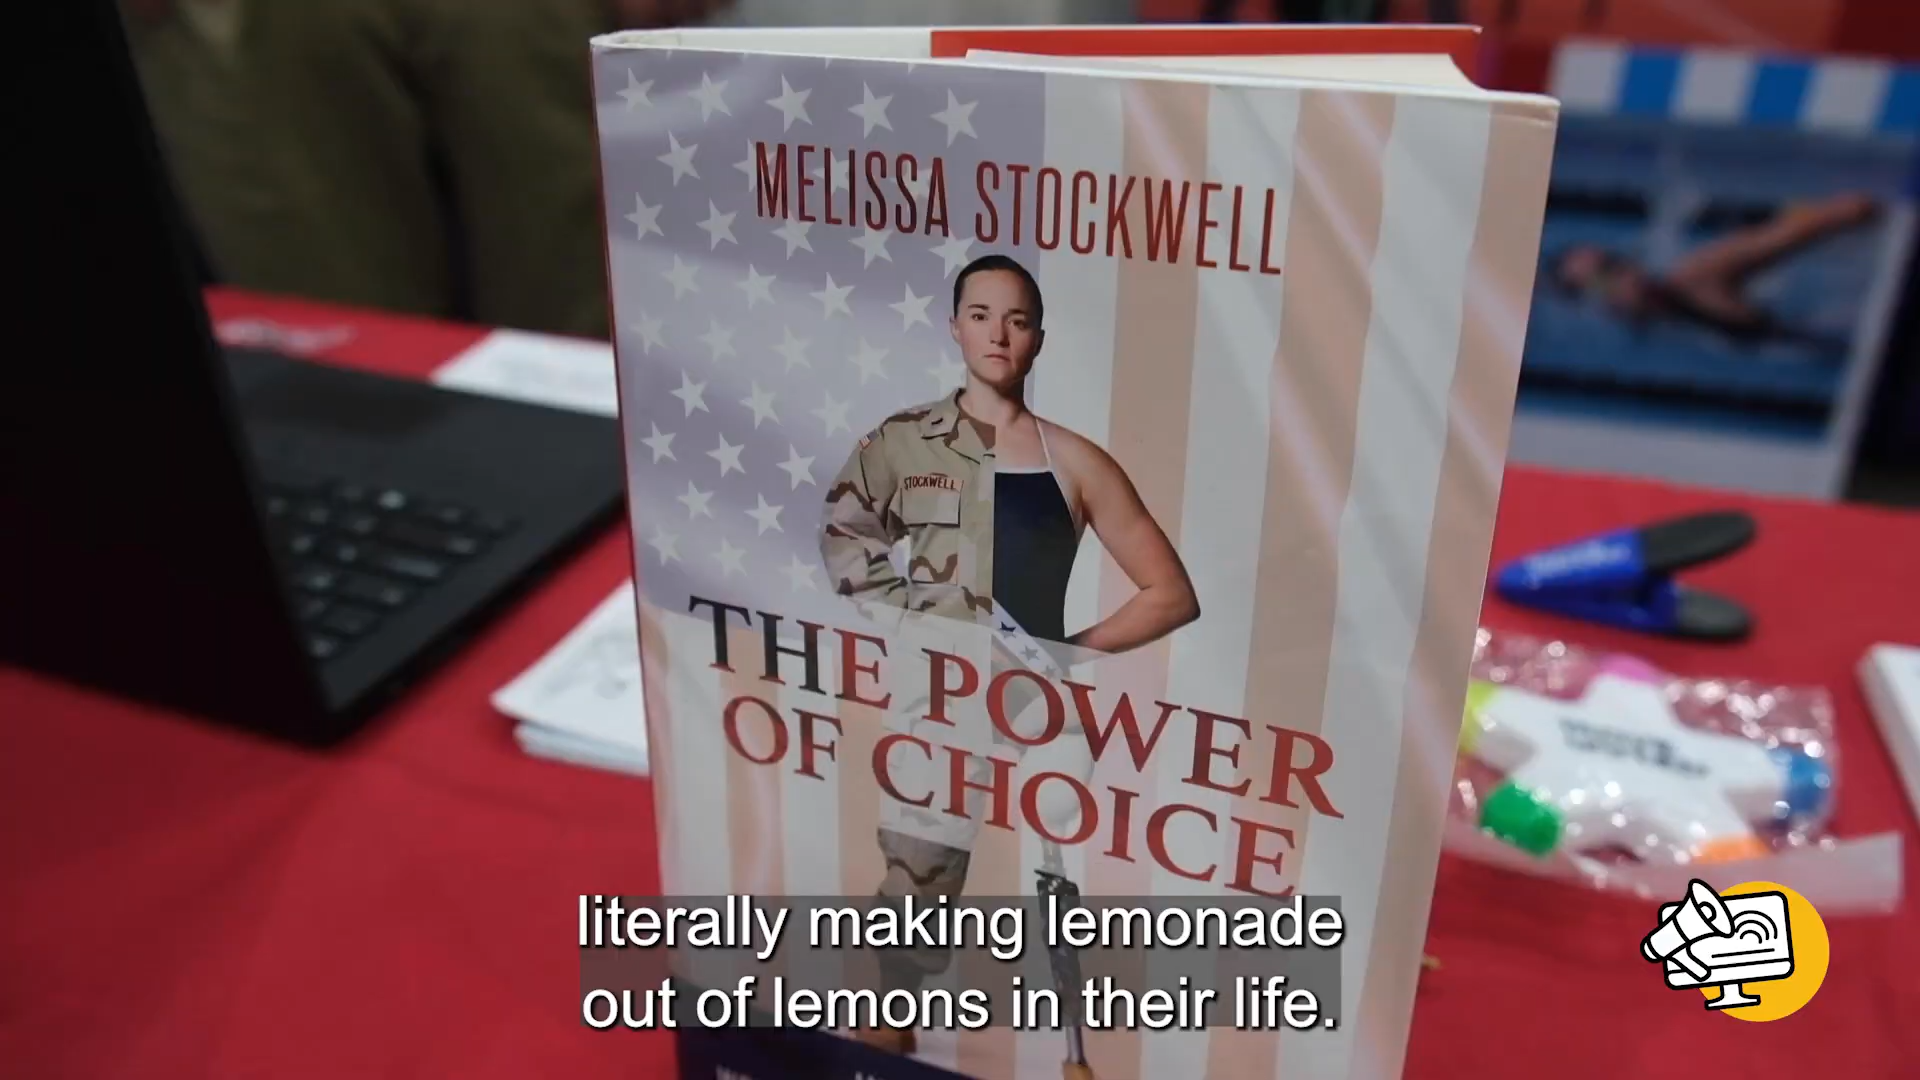 MELISSA STOCKWELL
STOCKWELL
THE POWER
OF CHOICE
literally making lemonade
out of lemons in their life.